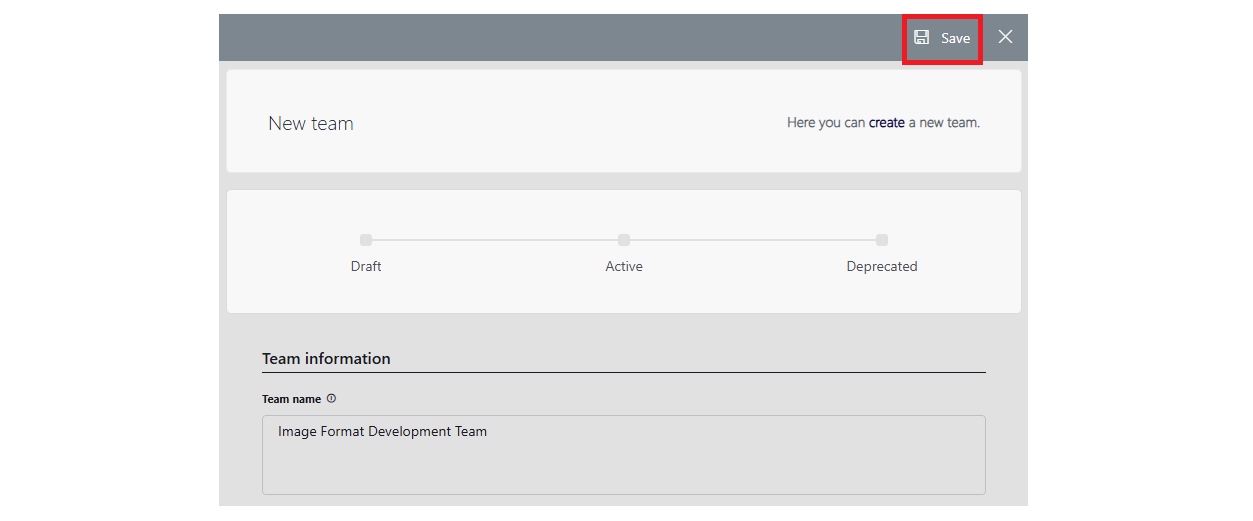 Save
New team
Here you can create a new team.
Draft
Active
Deprecated
Team information
Team name
Image Format Development Team